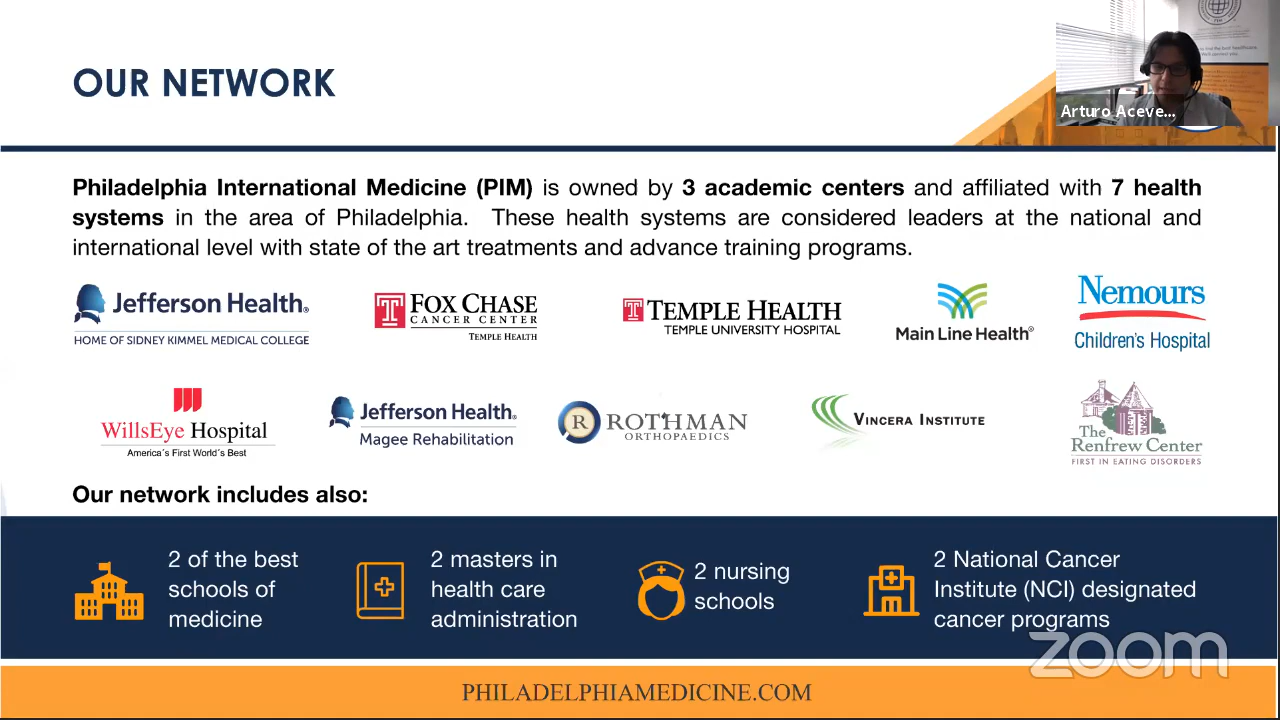 OUR NETWORK
Arturo Aceve...
Philadelphia International Medicine (PIM) is owned by 3 academic centers and affiliated with 7 health
systems in the area of Philadelphia. These health systems are considered leaders at the national and
international level with state of the art treatments and advance training programs.
Jefferson Health®
HOME OF SIDNEY KIMMEL MEDICAL COLLEGE
FOX CHASE
CANCER CENTER
TEMPLE HEALTH
TEMPLE HEALTH
TEMPLE UNIVERSITY HOSPITAL
Main Line Health®
Nemours
Children's Hospital
WillsEye Hospital
America´s First World´s Best
Jefferson Health®
Magee Rehabilitation
R
ROTHMAN
ORTHOPAEDICS
VINCERA INSTITUTE
The
Renfrew Center
FIRST IN EATING DISORDERS
Our network includes also:
2 of the best
schools of
medicine
2 masters in
health care
administration
2 nursing
schools
2 National Cancer
Institute (NCI) designated
cancer programs
zoom
PHILADELPHIAMEDICINE.COM